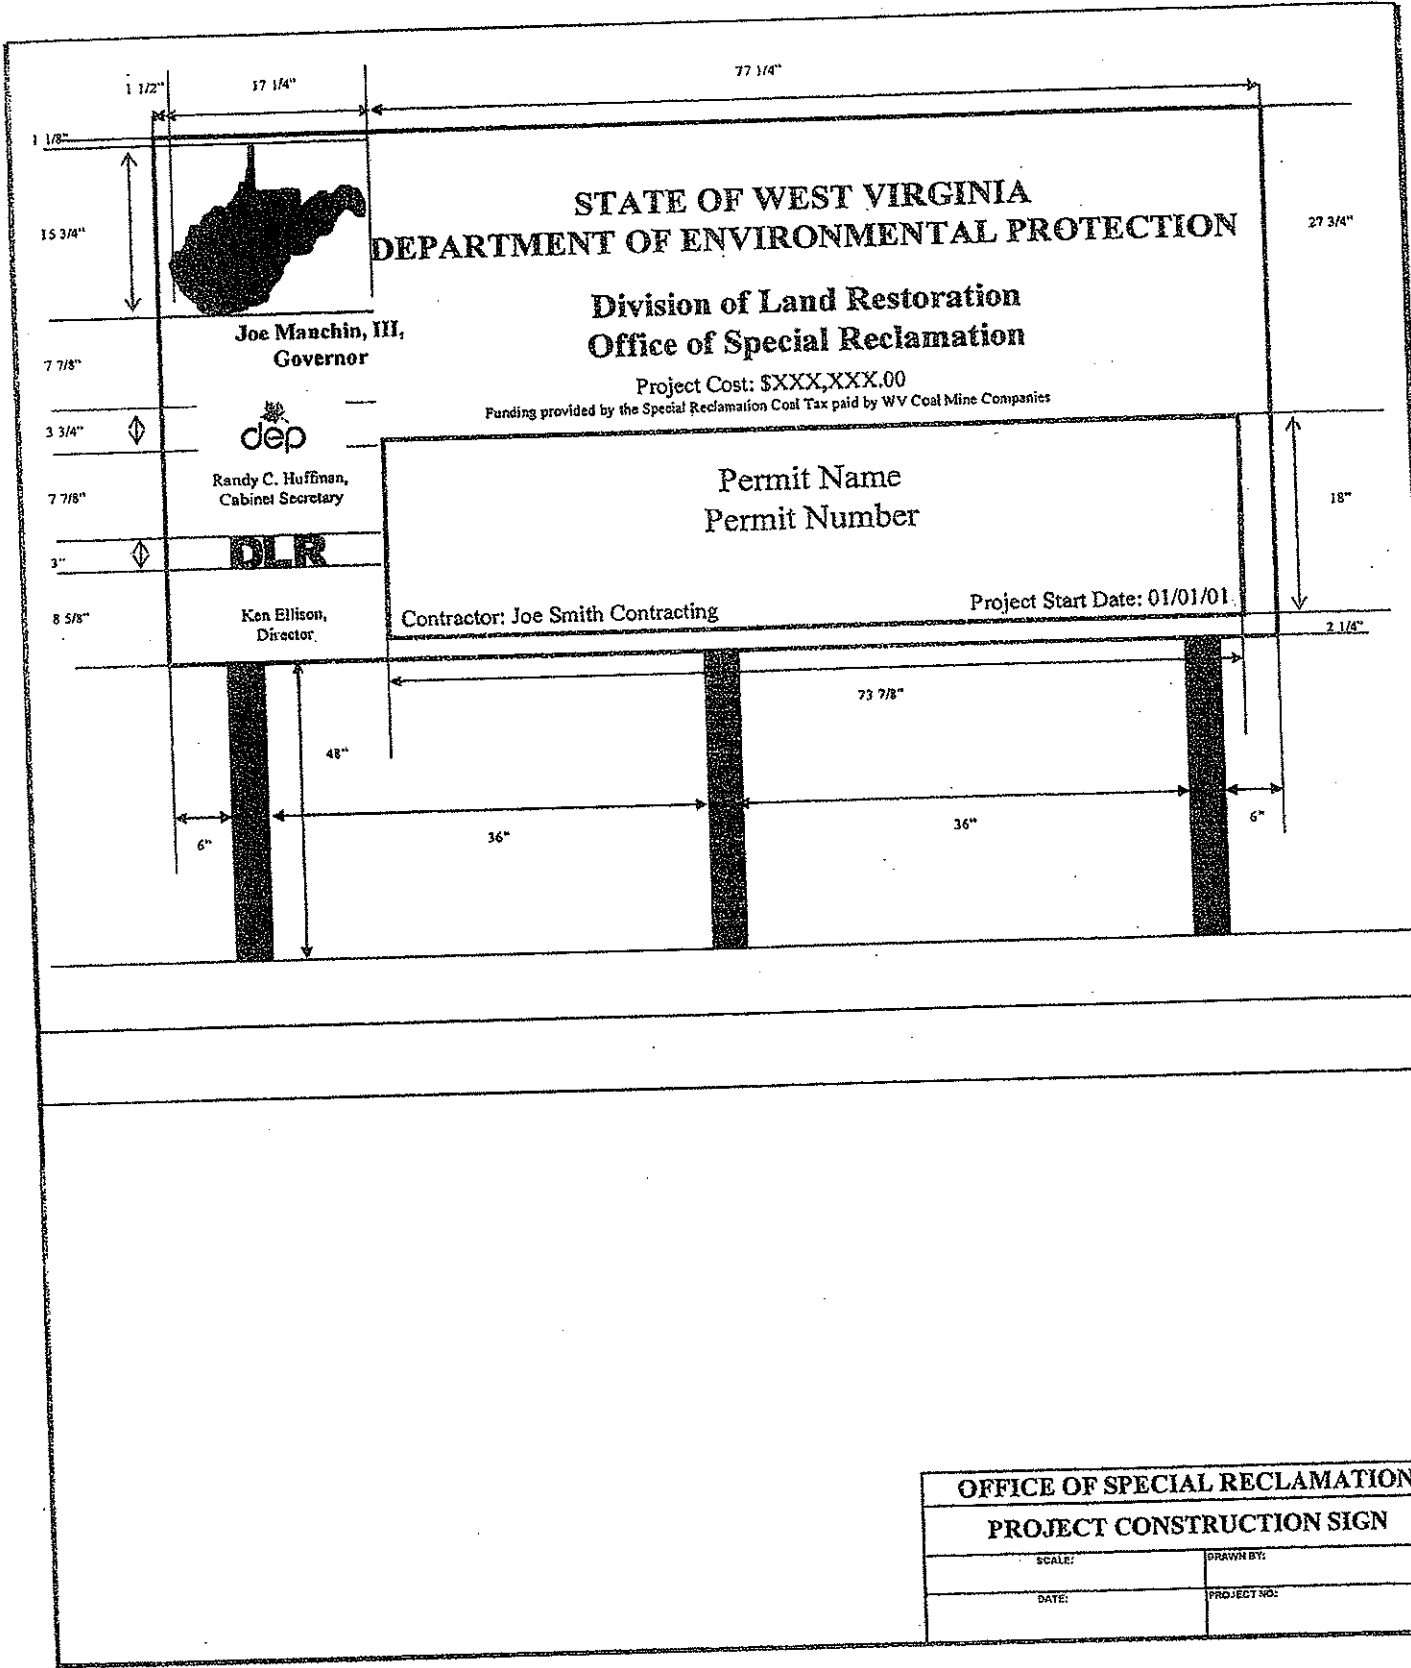 1 1/2"
17 1/4"
77 1/4"
1 1/8"
15 3/4"
27 3/4"
STATE OF WEST VIRGINIA
DEPARTMENT OF ENVIRONMENTAL PROTECTION
Division of Land Restoration
Office of Special Reclamation
Project Cost: $XXX,XXX.00
Funding provided by the Special Reclamation Coal Tax paid by WV Coal Mine Companies
Joe Manchin, III,
Governor
7 7/8"
3 3/4"
dep
Randy C. Huffman,
Cabinet Secretary
7 7/8"
DLR
3"
8 5/8"
Ken Ellison,
Director
Permit Name
Permit Number
18"
Contractor: Joe Smith Contracting
Project Start Date: 01/01/01
2 1/4"
73 7/8"
48"
6"
36"
36"
6"
OFFICE OF SPECIAL RECLAMATION
PROJECT CONSTRUCTION SIGN
SCALE:
DRAWN BY:
DATE:
PROJECT NO: